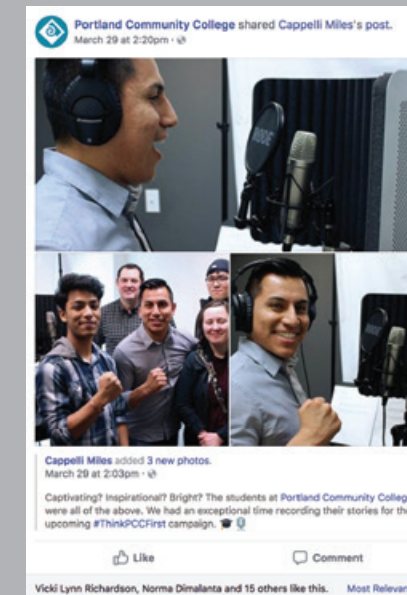 Portland Community College shared Cappelli Miles's post.
March 29 at 2:20pm ·
RODE
Cappelli Miles added 3 new photos.
March 29 at 2:03pm ·
Captivating? Inspirational? Bright? The students at Portland Community Colleg
were all of the above. We had an exceptional time recording their stories for the
upcoming #ThinkPCCFirst campaign.
Like
Comment
Vicki Lynn Richardson, Norma Dimalanta and 15 others like this.
Most Relevan